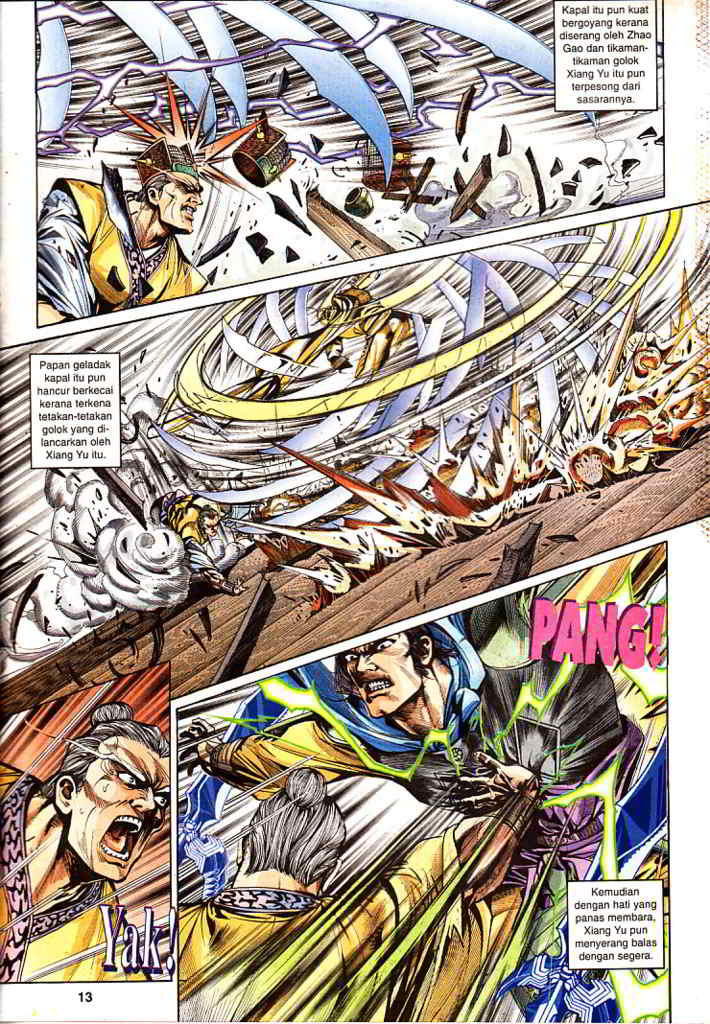 Kapal itu pun kuat
bergoyang kerana
diserang oleh Zhao
Gao dan tikaman-
tikaman golok
Xiang Yu itu pun
terpesong dari
sasarannya.
Papan geladak
kapal itu pun
hancur berkecai
kerana terkena
tetakan-tetakan
golok yang di-
lancarkan oleh
Xiang Yu itu.
PANG!
Yak!
Kemudian
dengan hati yang
panas membara,
Xiang Yu pun
menyerang balas
dengan segera.
13